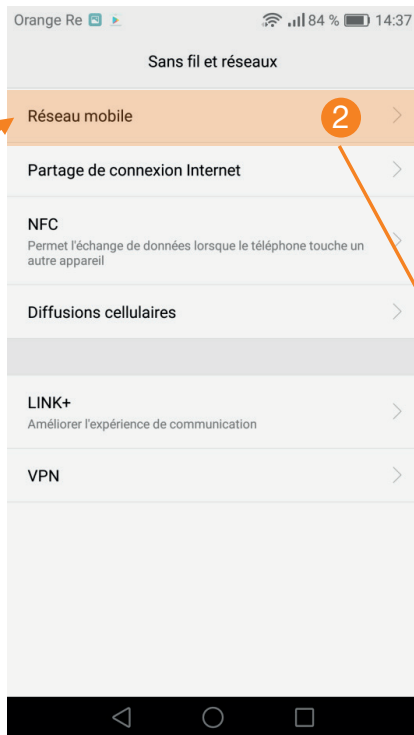 Orange Re 84 % 14:37
Sans fil et réseaux
Réseau mobile 2
Partage de connexion Internet
NFC
Permet l'échange de données lorsque le téléphone touche un
autre appareil
Diffusions cellulaires
LINK+
Améliorer l'expérience de communication
VPN